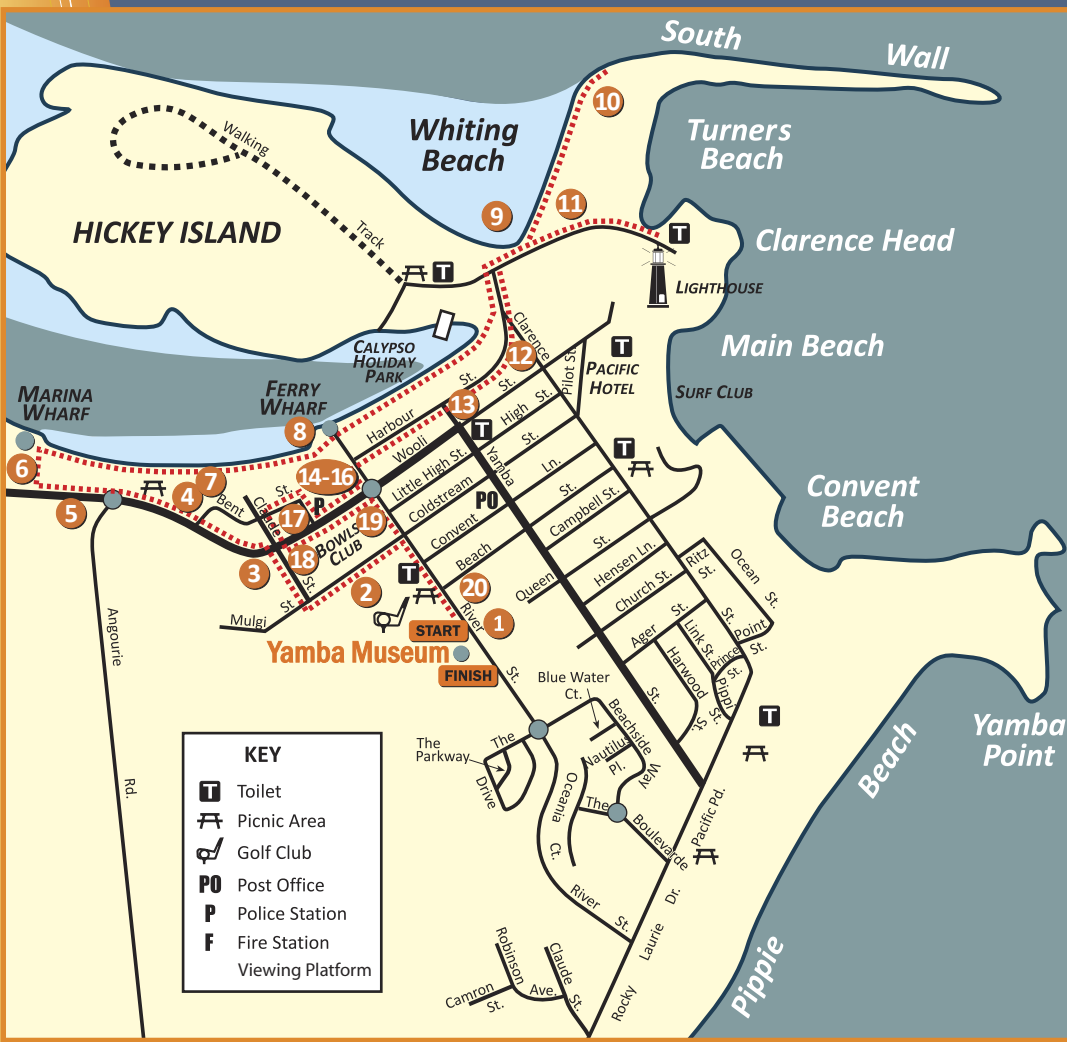 South
Wall
10
Whiting
Beach
Turners
Beach
Walking
Track
11
9
HICKEY ISLAND
T
Clarence Head
T
LIGHTHOUSE
CALYPSO
HOLIDAY
PARK
Clarence
St.
12
T
Pilot St.
PACIFIC
HOTEL
Main Beach
SURF CLUB
MARINA
WHARF
FERRY
WHARF
8
Harbour
St.
13
High St.
T
Wooli
St.
Yamba
St.
Little High St.
6
7
4
14-16
Bent
St.
Claude
St.
17
P
19
PO
Coldstream
St.
T
Convent
Ln.
Convent
Beach
5
BOWLS
CLUB
18
3
Beach
St.
Campbell St.
2
T
20
Queen
St.
Hensen Ln.
Church St.
Ritz
St.
Ocean
St.
Mulgi
St.
River
St.
1
START
Yamba Museum
FINISH
Ager
St.
Link St.
Prince
St.
Point
St.
Harwood
St.
Pippi
St.
Angourie
Rd.
Blue Water
Ct.
Beachside
Way
T
Yamba
Point
The
Parkway
The
Drive
Nautilus
Pl.
Oceania
Ct.
The
Boulevarde
Pacific Pd.
Beach
Pippie
River
St.
Rocky
Laurie
Dr.
Robinson
Claude
St.
Camron
St.
Ave.
KEY
T Toilet
Picnic Area
Golf Club
PO Post Office
P Police Station
F Fire Station
Viewing Platform